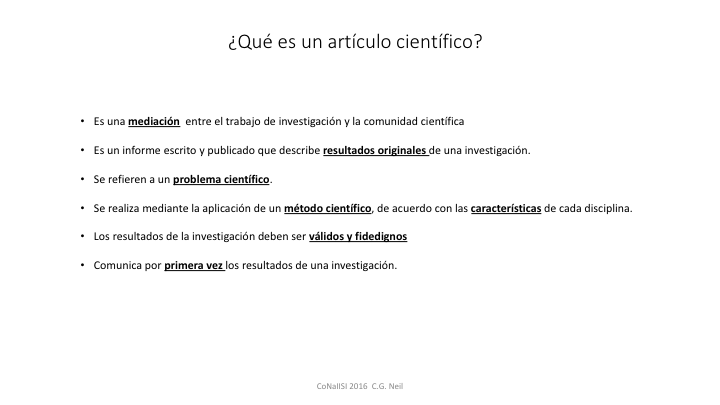 ¿Qué es un artículo científico?
• Es una mediación entre el trabajo de investigación y la comunidad científica
• Es un informe escrito y publicado que describe resultados originales de una investigación.
• Se refieren a un problema científico.
• Se realiza mediante la aplicación de un método científico, de acuerdo con las características de cada disciplina.
• Los resultados de la investigación deben ser válidos y fidedignos
• Comunica por primera vez los resultados de una investigación.
CoNaIISI 2016 C.G. Neil